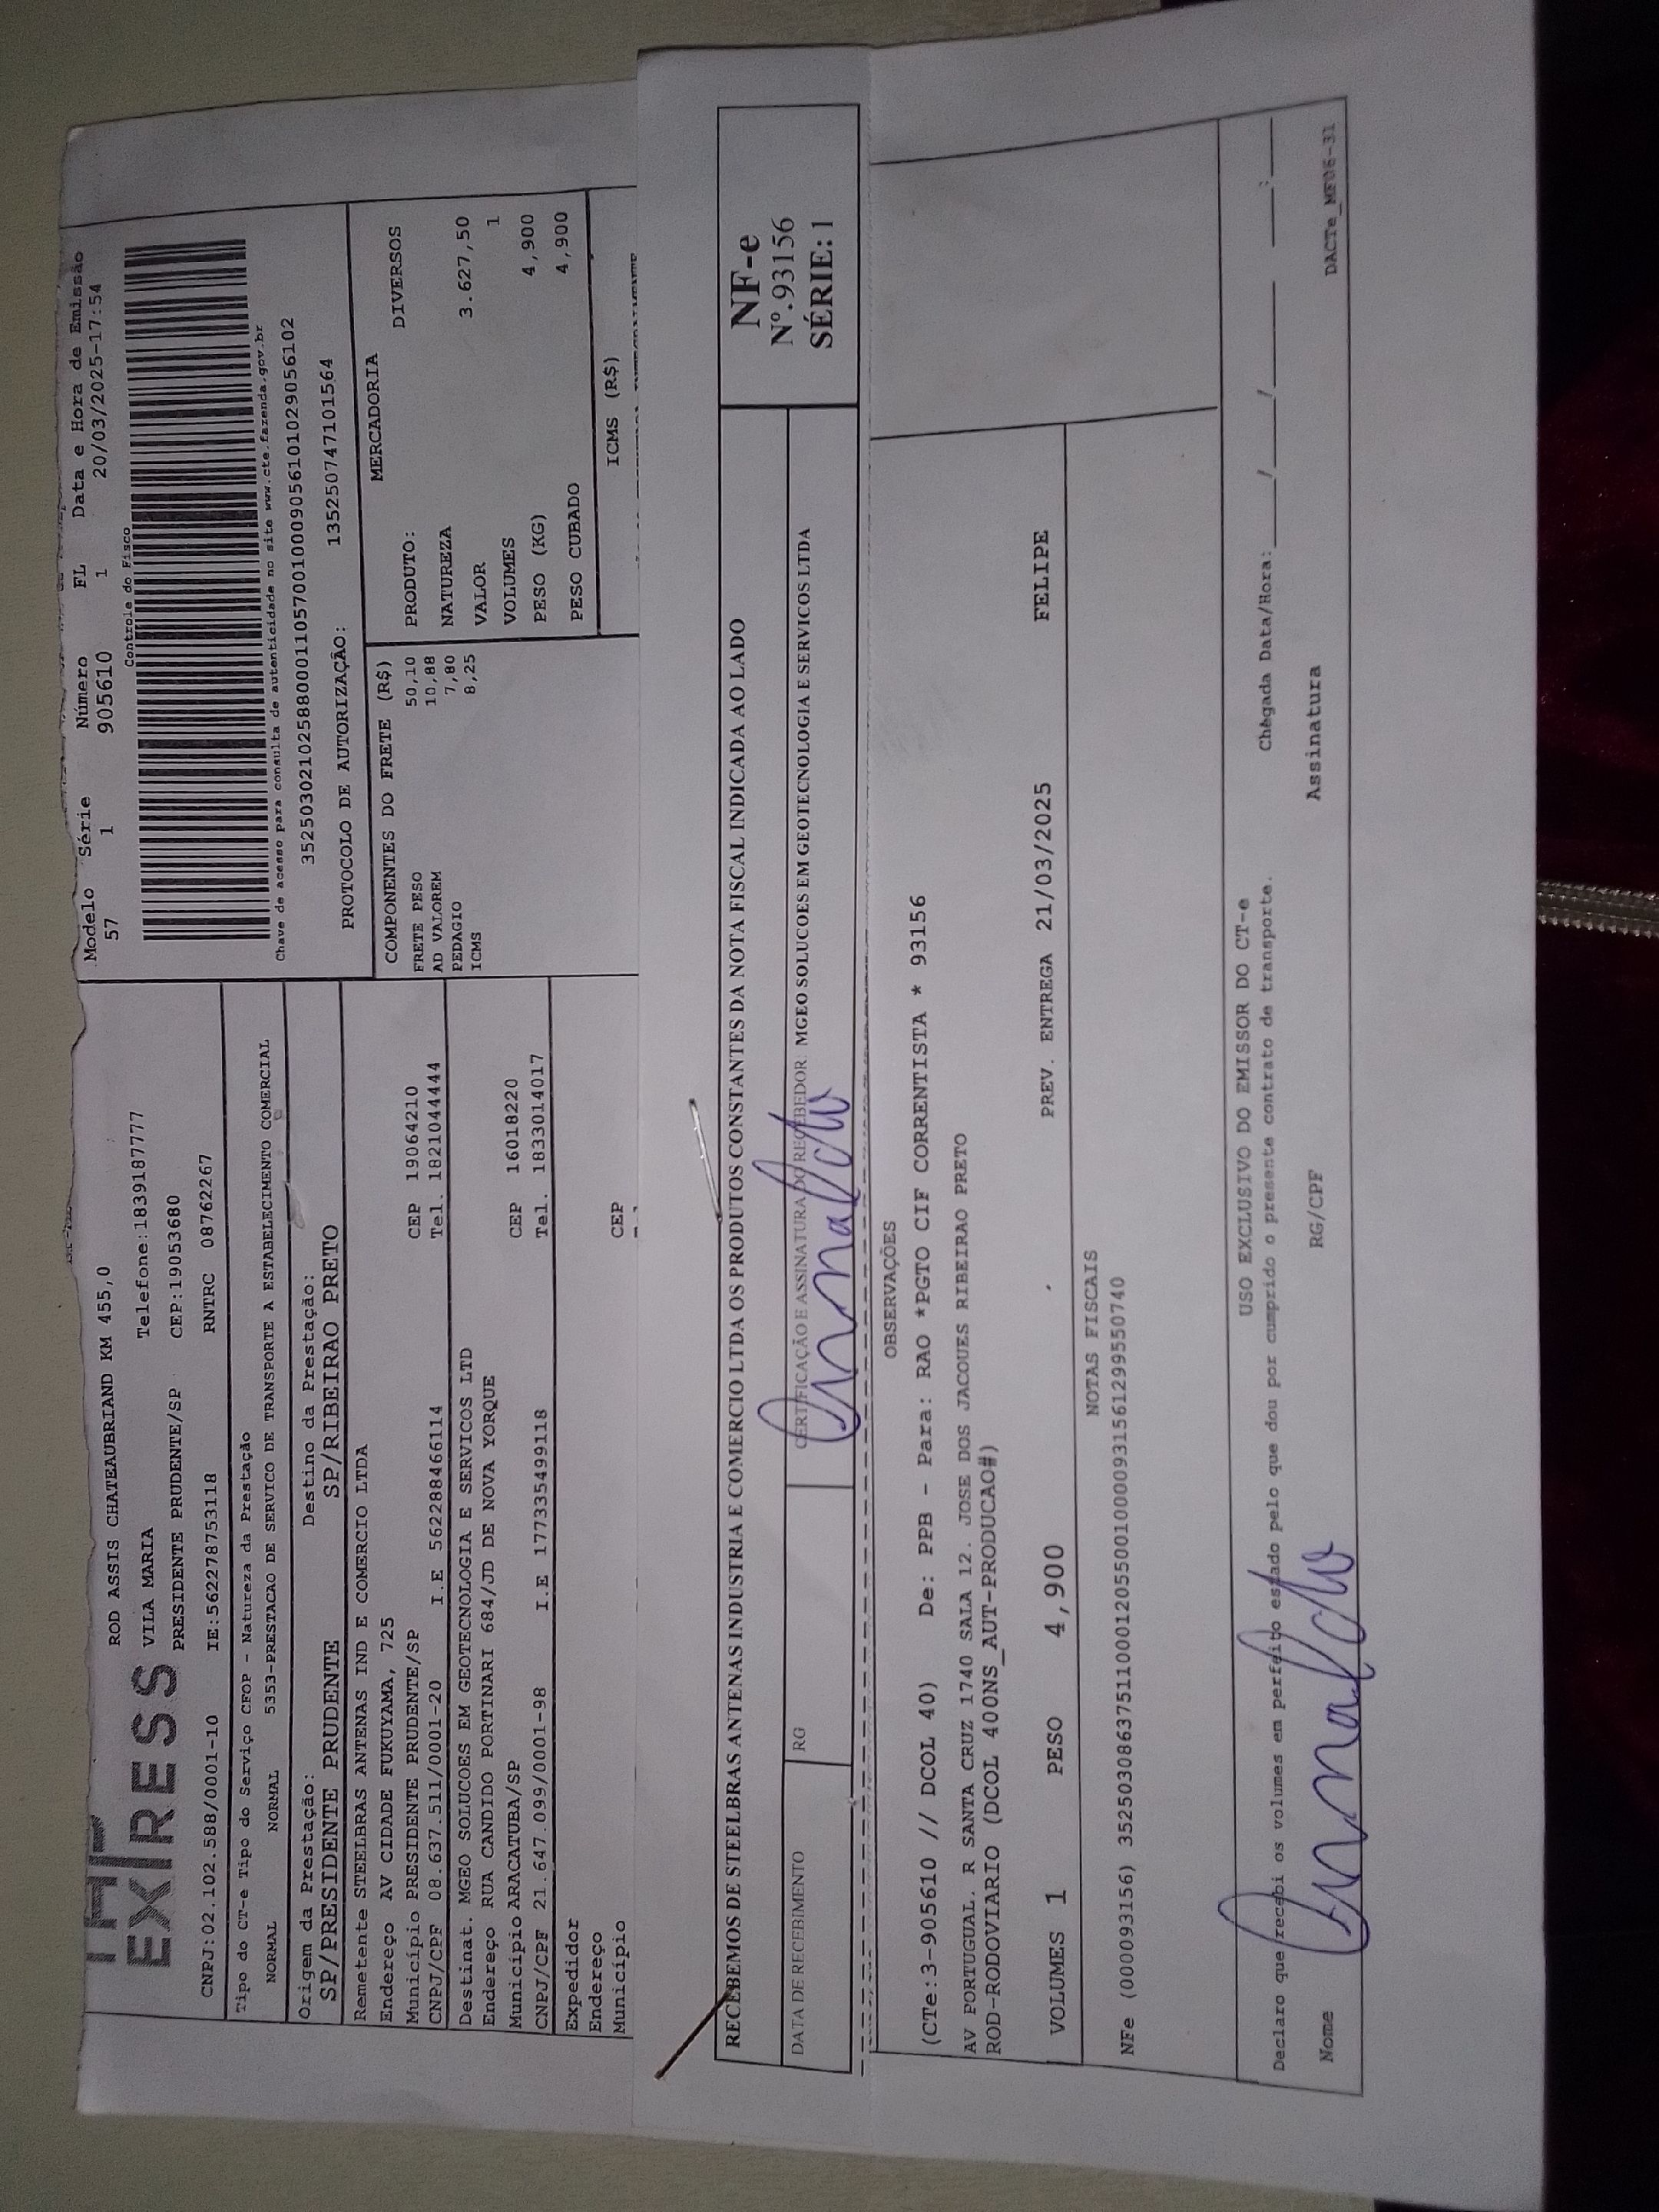 EXPRESS
ROD ASSIS CHATEAUBRIAND KM 455,0
VILA MARIA Telefone:1839187777
PRESIDENTE PRUDENTE/SP CEP:19053680
CNPJ:02.102.588/0001-10 IE:5622778753118 RNTRC 08762267
Modelo Série Número FL Data e Hora de Emissão
57 1 905610 1 20/03/2025-17:54
Controle do Fisco
Chave de acesso para consulta de autenticidade no site www.cte.fazenda.gov.br
35250302102588000110570010009056101029056102
PROTOCOLO DE AUTORIZAÇÃO: 135250747101564
Tipo do CT-e Tipo do Serviço CFOP - Natureza da Prestação
NORMAL NORMAL 5353-PRESTACAO DE SERVICO DE TRANSPORTE A ESTABELECIMENTO COMERCIAL
Origem da Prestação: Destino da Prestação:
SP/PRESIDENTE PRUDENTE SP/RIBEIRAO PRETO
Remetente STEELBRAS ANTENAS IND E COMERCIO LTDA
Endereço AV CIDADE FUKUYAMA, 725
Município PRESIDENTE PRUDENTE/SP CEP 19064210
CNPJ/CPF 08.637.511/0001-20 I.E 562288466114 Tel. 1821044444
Destinat. MGEO SOLUCOES EM GEOTECNOLOGIA E SERVICOS LTD
Endereço RUA CANDIDO PORTINARI 684/JD DE NOVA YORQUE
Município ARACATUBA/SP CEP 16018220
CNPJ/CPF 21.647.099/0001-98 I.E 177335499118 Tel. 1833014017
Expedidor
Endereço
Município CEP
COMPONENTES DO FRETE (R$)
FRETE PESO 50,10
AD VALOREM 10,88
PEDAGIO 7,80
ICMS 8,25
MERCADORIA
PRODUTO: DIVERSOS
NATUREZA
VALOR 3.627,50
VOLUMES 1
PESO (KG) 4,900
PESO CUBADO 4,900
ICMS (R$)
RECEBEMOS DE STEELBRAS ANTENAS INDUSTRIA E COMERCIO LTDA OS PRODUTOS CONSTANTES DA NOTA FISCAL INDICADA AO LADO
DATA DE RECEBIMENTO RG CERTIFICAÇÃO E ASSINATURA DO RECEBEDOR: MGEO SOLUCOES EM GEOTECNOLOGIA E SERVICOS LTDA
NF-e
Nº.93156
SÉRIE:1
OBSERVAÇÕES
(CTe:3-905610 // DCOL 40) De: PPB - Para: RAO *PGTO CIF CORRENTISTA * 93156
AV PORTUGUAL. R SANTA CRUZ 1740 SALA 12. JOSE DOS JACOUES RIBEIRAO PRETO
ROD-RODOVIARIO (DCOL 40ONS_AUT-PRODUCAO#)
VOLUMES 1 PESO 4,900 PREV. ENTREGA 21/03/2025 FELIPE
NOTAS FISCAIS
NFe (000093156) 35250308637511000120550010000931561299550740
USO EXCLUSIVO DO EMISSOR DO CT-e
Declaro que recebi os volumes em perfeito estado pelo que dou por cumprido o presente contrato de transporte. Chegada Data/Hora:___/___/___ ___:___
Nome RG/CPF Assinatura
DACTe_MF06-31